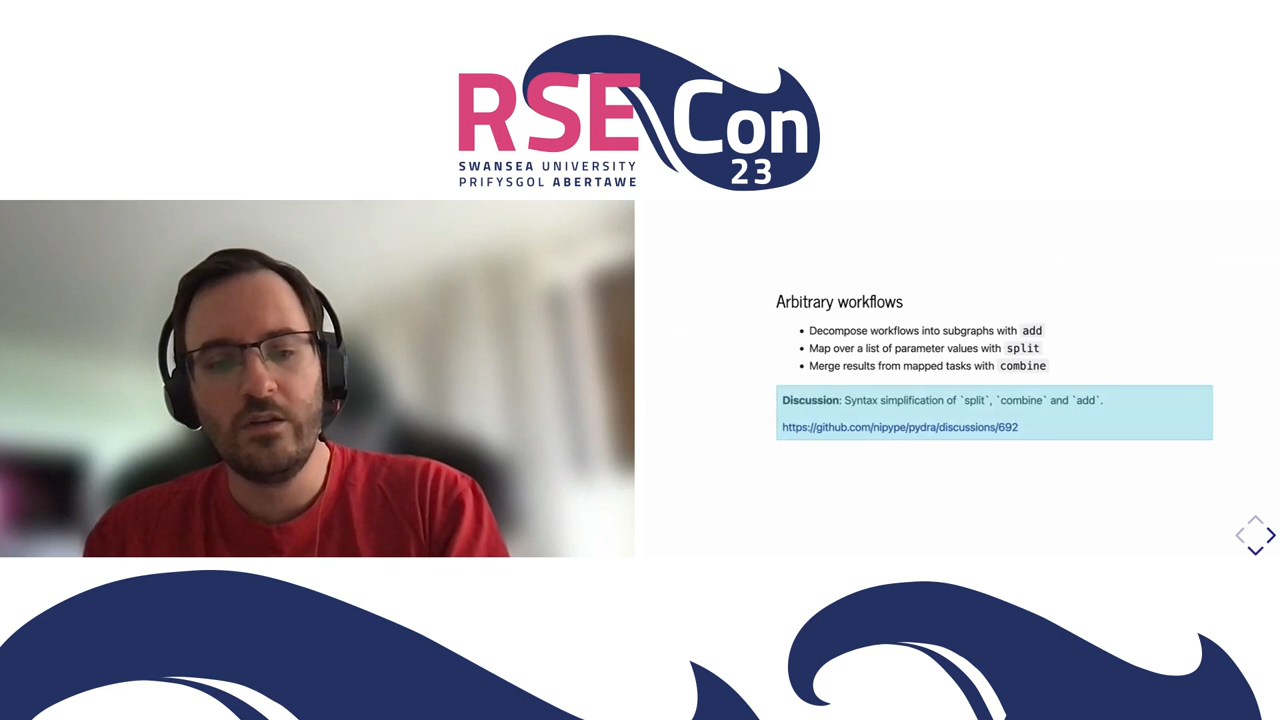 RSE Con
23
SWANSEA UNIVERSITY
PRIFYSGOL ABERTAWE
Arbitrary workflows
• Decompose workflows into subgraphs with add
• Map over a list of parameter values with split
• Merge results from mapped tasks with combine
Discussion: Syntax simplification of `split`, `combine` and `add`.
https://github.com/nipype/pydra/discussions/692